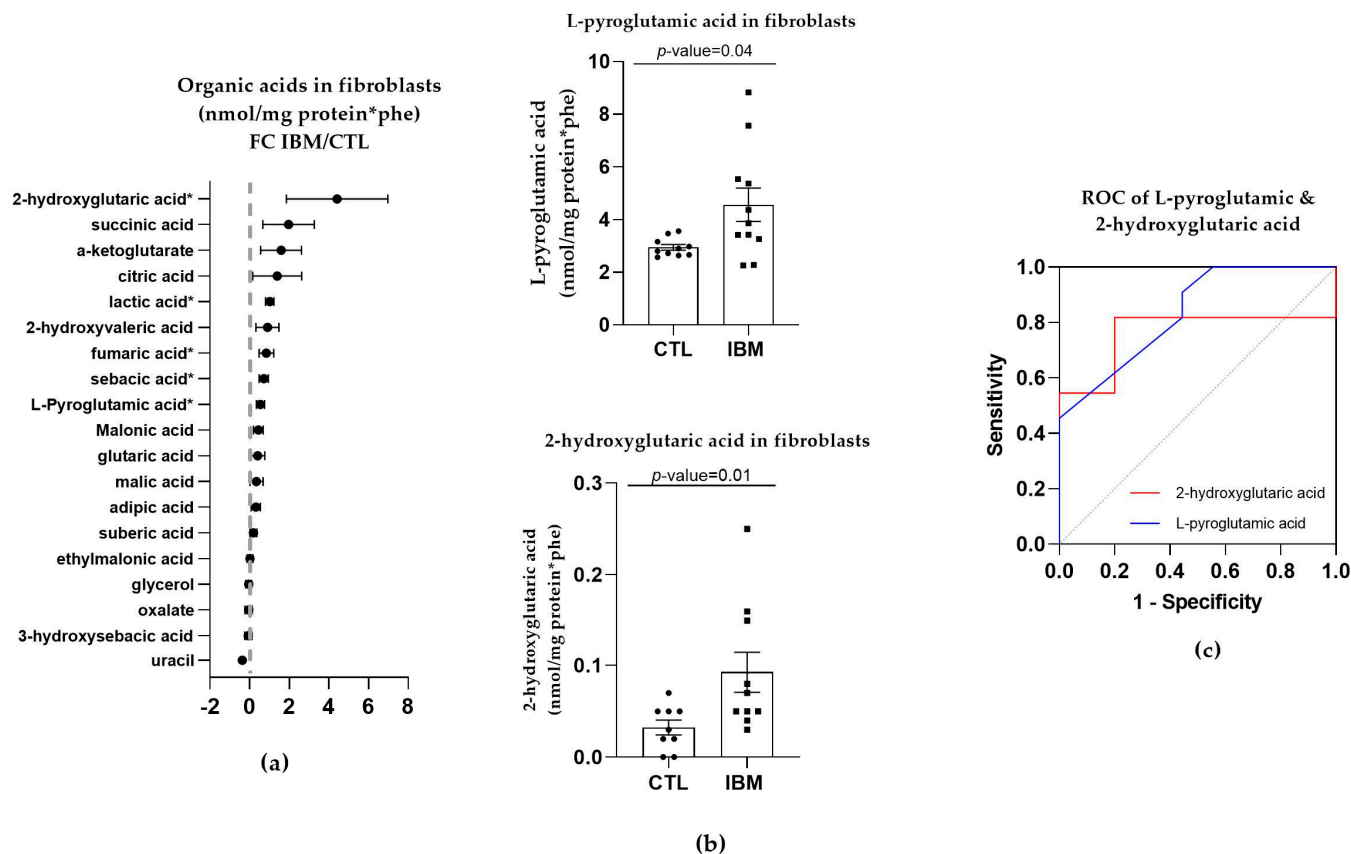 Organic acids in fibroblasts
(nmol/mg protein*phe)
FC IBM/CTL
2-hydroxyglutaric acid*
succinic acid
a-ketoglutarate
citric acid
lactic acid*
2-hydroxyvaleric acid
fumaric acid*
sebacic acid*
L-Pyroglutamic acid*
Malonic acid
glutaric acid
malic acid
adipic acid
suberic acid
ethylmalonic acid
glycerol
oxalate
3-hydroxysebacic acid
uracil
-2 0 2 4 6 8
(a)
L-pyroglutamic acid in fibroblasts
p-value=0.04
L-pyroglutamic acid
(nmol/mg protein*phe)
10
8
6
4
2
0
CTL IBM
2-hydroxyglutaric acid in fibroblasts
p-value=0.01
2-hydroxyglutaric acid
(nmol/mg protein*phe)
0.3
0.2
0.1
0.0
CTL IBM
(b)
ROC of L-pyroglutamic &
2-hydroxyglutaric acid
Sensitivity
1.0
0.8
0.6
0.4
0.2
0.0
2-hydroxyglutaric acid
L-pyroglutamic acid
0.0 0.2 0.4 0.6 0.8 1.0
1 - Specificity
(c)